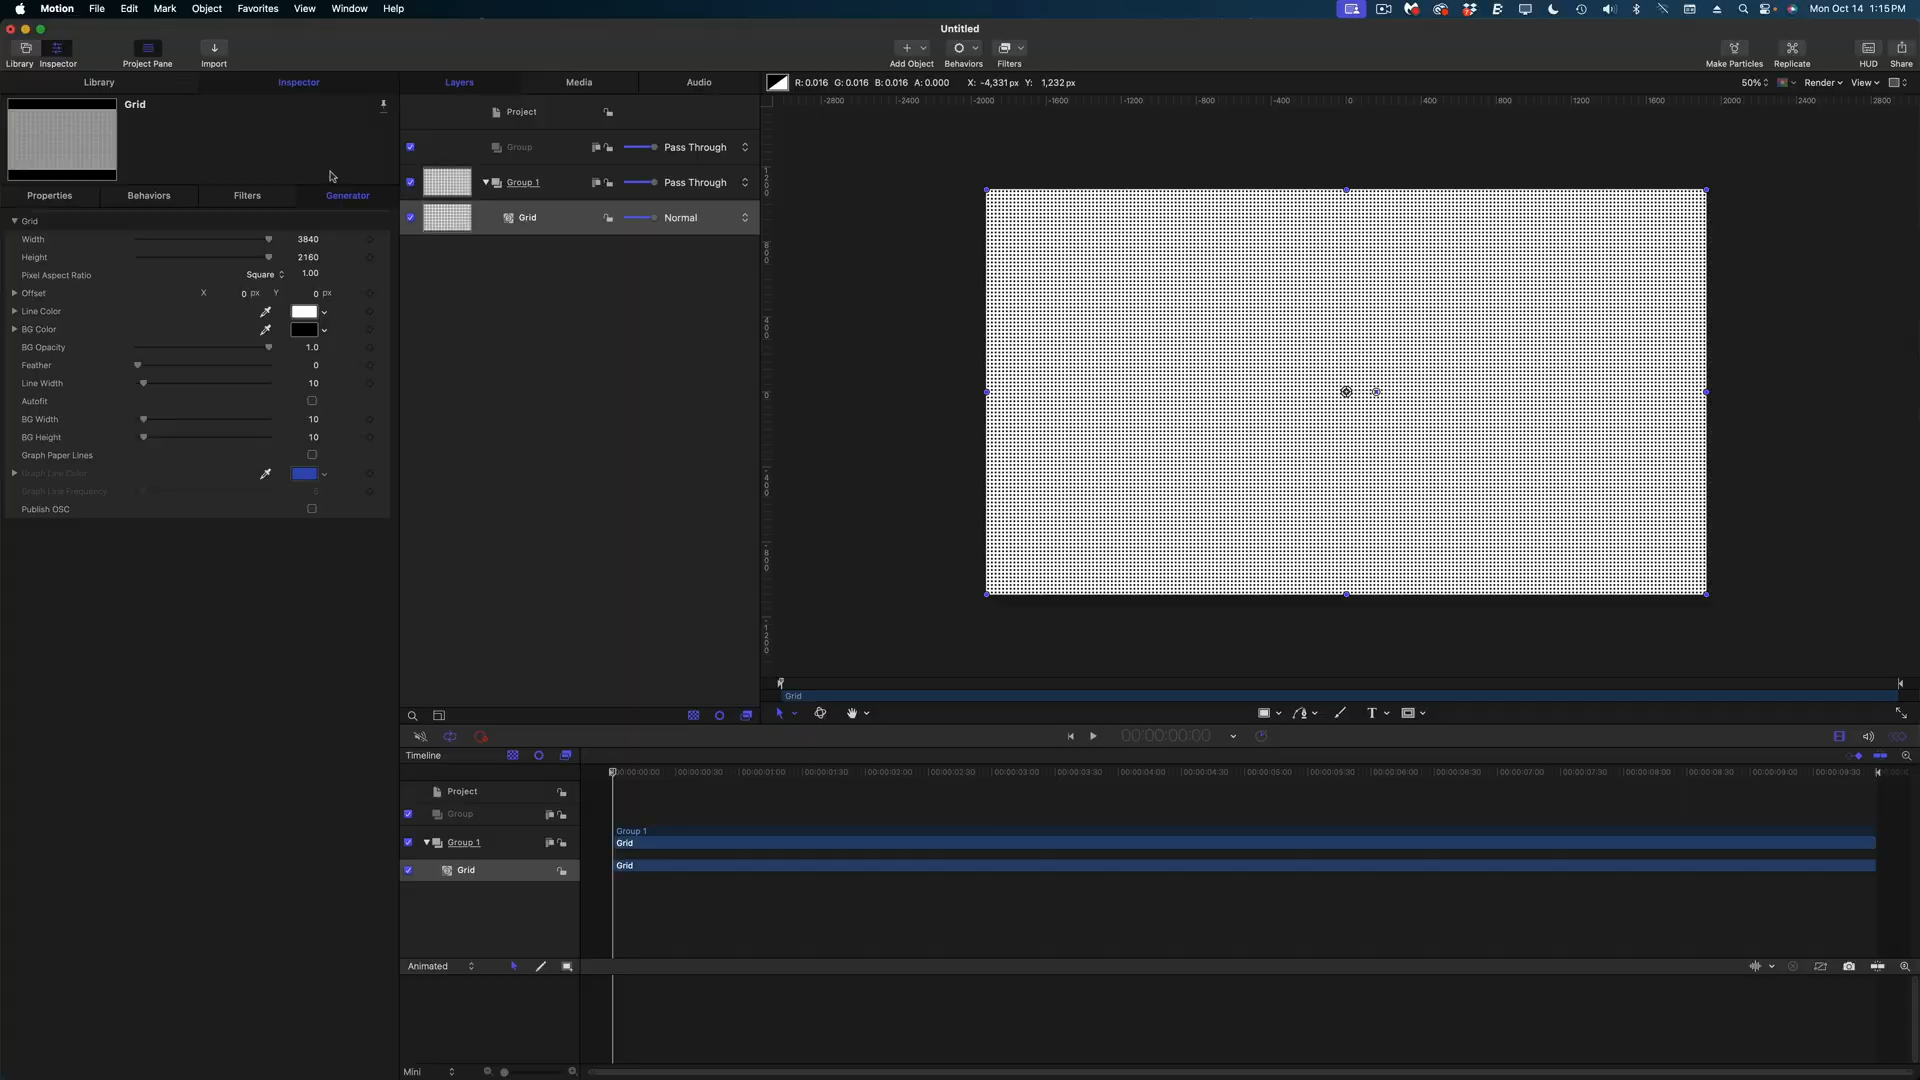 Motion File Edit Mark Object Favorites View Window Help
Mon Oct 14 1:15 PM
Untitled
Library Inspector Project Pane Import
Add Object Behaviors Filters
Make Particles Replicate HUD Share
Library Inspector
Layers Media Audio
R: 0.016 G: 0.016 B: 0.016 A: 0.000 X: -4,331 px Y: 1,232 px
50% Render View
Grid
Properties Behaviors Filters Generator
Grid
Width 3840
Height 2160
Pixel Aspect Ratio Square 1.00
Offset X 0 px Y 0 px
Line Color
BG Color
BG Opacity 1.0
Feather 0
Line Width 10
Autofit
BG Width 10
BG Height 10
Graph Paper Lines
Graph Line Color
Graph Line Frequency 5
Publish OSC
Project
Group Pass Through
Group 1 Pass Through
Grid Normal
-2800 -2400 -2000 -1600 -1200 -800 -400 0 400 800 1200 1600 2000 2400 2800
1200
800
400
0
-400
-800
-1200
Grid
T
00:00:00:00
Timeline
00:00:00:00 00:00:00:30 00:00:01:00 00:00:01:30 00:00:02:00 00:00:02:30 00:00:03:00 00:00:03:30 00:00:04:00 00:00:04:30 00:00:05:00 00:00:05:30 00:00:06:00 00:00:06:30 00:00:07:00 00:00:07:30 00:00:08:00 00:00:08:30 00:00:09:00 00:00:09:30
Project
Group
Group 1
Grid
Group 1
Grid
Grid
Animated
Mini